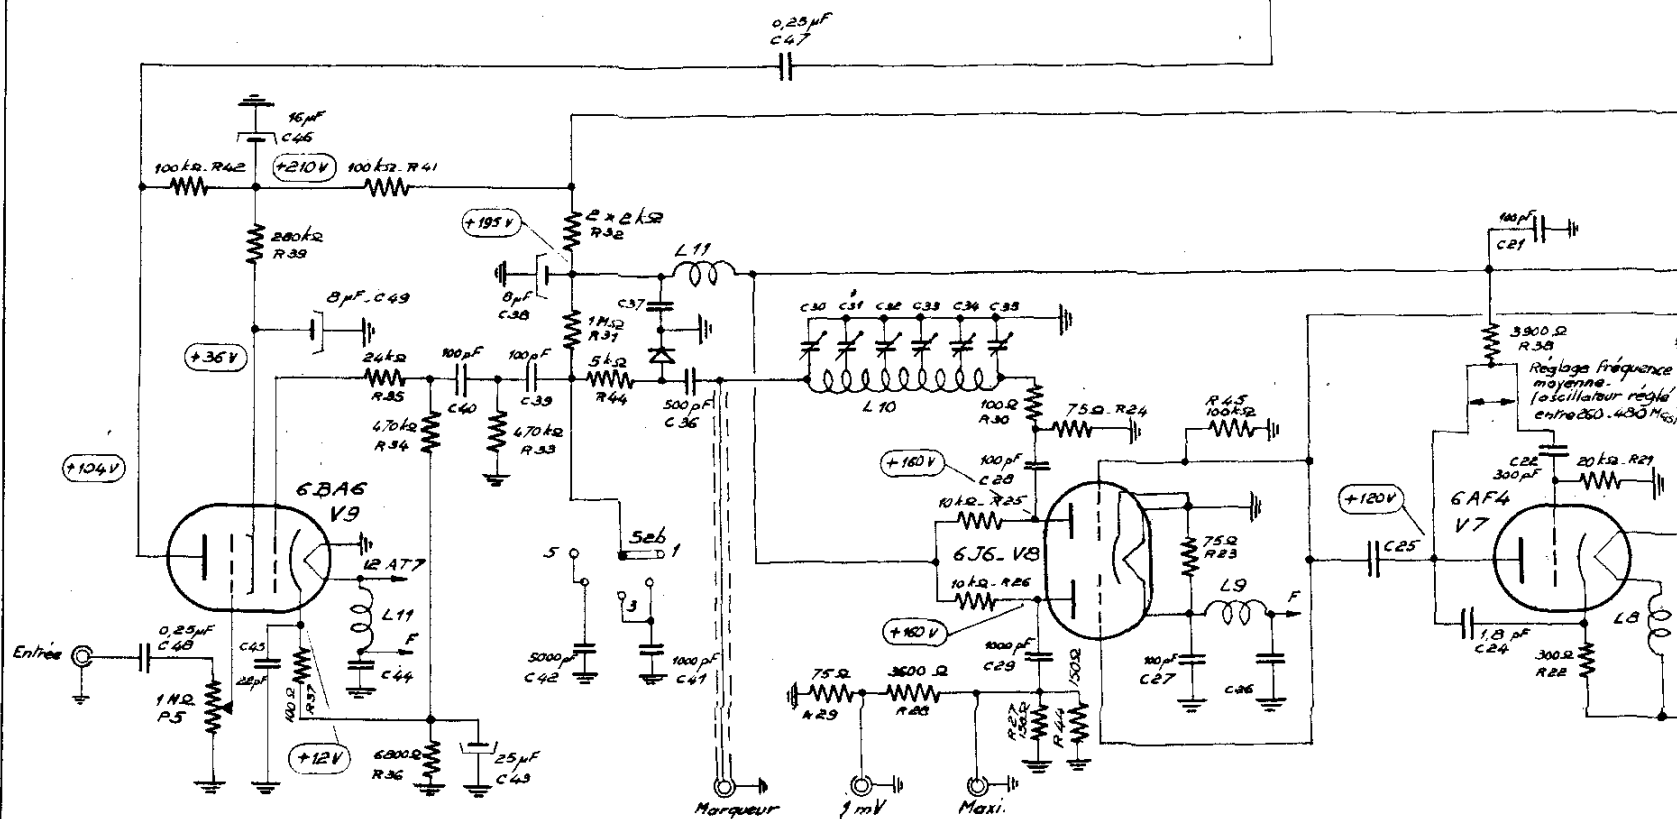 0,25µF
C47
16µF
C46
100kΩ-R42
+210V
100kΩ-R41
+195V
2×2kΩ
R32
L11
280kΩ
R39
8µF-C49
8µF
C38
C37
1MΩ
R31
C30
C31
C32
C33
C34
C35
100pF
C21
3900Ω
R38
Réglage fréquence
moyenne.
(oscillateur réglé
entre 260-480
+36V
24kΩ
R35
100pF
C40
100pF
C39
5kΩ
R44
500pF
C36
L10
100Ω
R30
75Ω-R24
R45
100kΩ
470kΩ
R34
470kΩ
R33
+104V
+160V
100pF
C28
C22
300pF
20kΩ-R21
6BA6
V9
10kΩ-R25
+120V
6AF4
V7
5
Seb
1
6J6-V8
75Ω
R23
C25
12AT7
10kΩ-R26
L9
F
3
L11
F
Entrée
0,25µF
C48
C45
22pF
C44
5000pF
C42
1000pF
C41
+160V
1000pF
C29
100pF
C27
C26
1,8pF
C24
L8
1MΩ
P5
100Ω
R37
75Ω
R29
3600Ω
R28
R27
150Ω
150Ω
R44
300Ω
R22
+12V
6800Ω
R36
25µF
C43
Marqueur
1mV
Maxi.